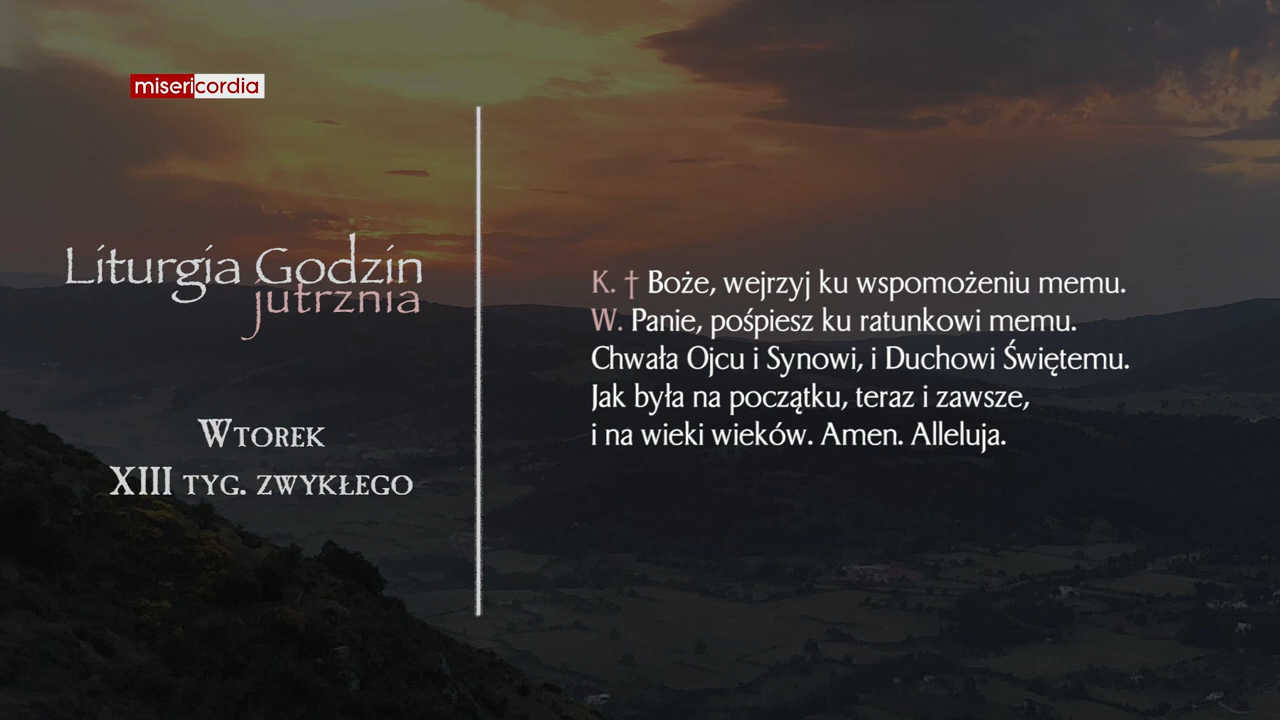 misericordia
Liturgia Godzin
jutrznia
Wtorek
XIII tyg. zwykłego
K. † Boże, wejrzyj ku wspomożeniu memu.
W. Panie, pośpiesz ku ratunkowi memu.
Chwała Ojcu i Synowi, i Duchowi Świętemu.
Jak była na początku, teraz i zawsze,
i na wieki wieków. Amen. Alleluja.